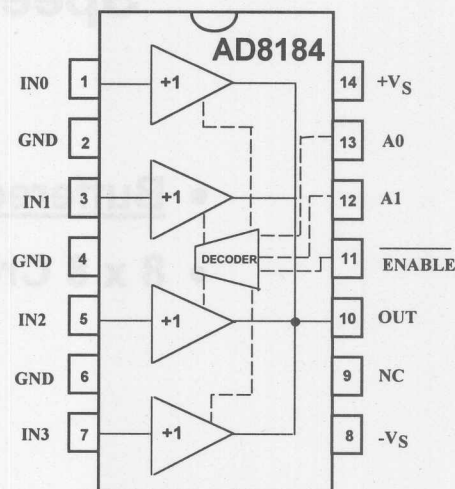 AD8184
IN0 1 +1 14 +VS
GND 2 13 A0
IN1 3 +1 12 A1
GND 4 DECODER 11 ENABLE
IN2 5 +1 10 OUT
GND 6 9 NC
IN3 7 +1 8 -VS